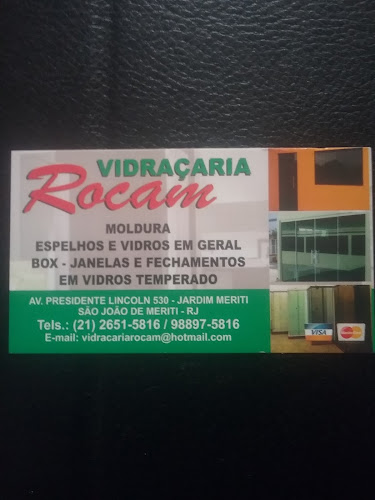 VIDRAÇARIA
Rocam
MOLDURA
ESPELHOS E VIDROS EM GERAL
BOX - JANELAS E FECHAMENTOS
EM VIDROS TEMPERADO
AV. PRESIDENTE LINCOLN 530 - JARDIM MERITI
SÃO JOÃO DE MERITI - RJ
Tels.: (21) 2651-5816 / 98897-5816
E-mail: vidracariarocam@hotmail.com
VISA
MasterCard